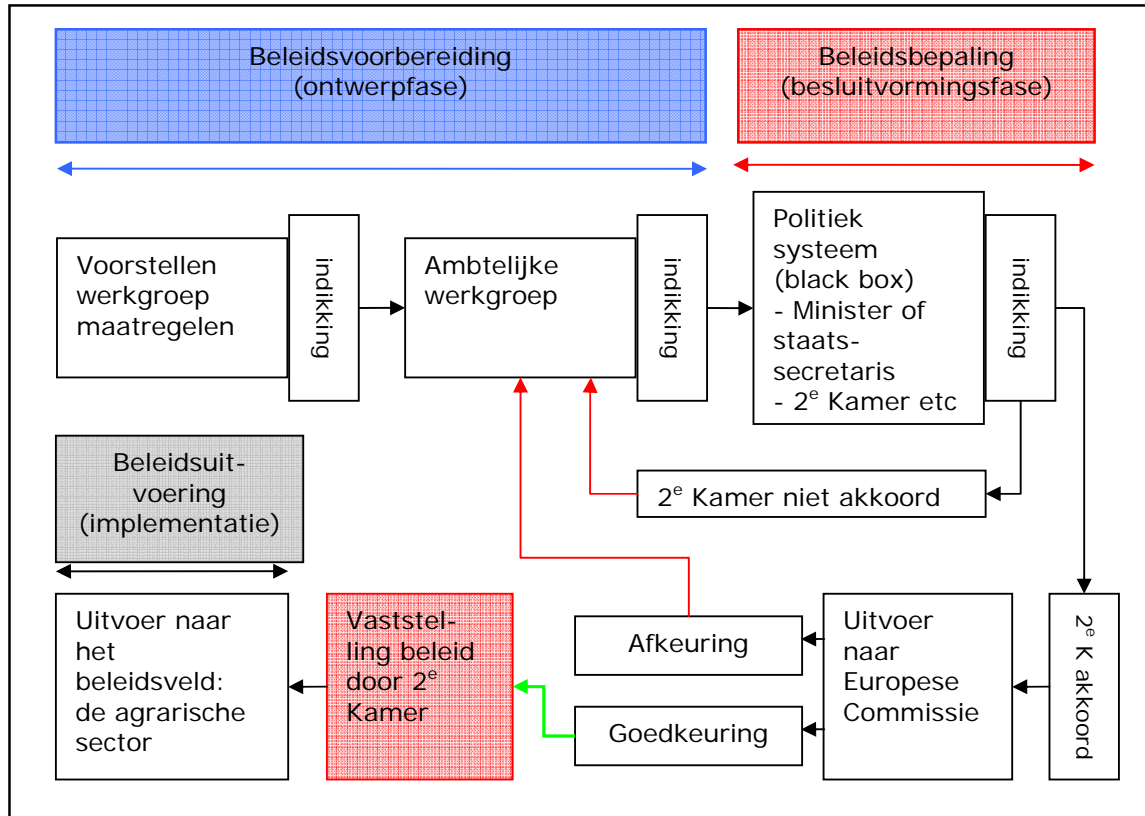 Beleidsvoorbereiding
(ontwerpfase)
Beleidsbepaling
(besluitvormingsfase)
Voorstellen
werkgroep
maatregelen
indikking
Ambtelijke
werkgroep
indikking
Politiek
systeem
(black box)
- Minister of
staats-
secretaris
- 2e Kamer etc
indikking
2e Kamer niet akkoord
Beleidsuit-
voering
(implementatie)
Uitvoer naar
het
beleidsveld:
de agrarische
sector
Vaststel-
ling beleid
door 2e
Kamer
Afkeuring
Goedkeuring
Uitvoer
naar
Europese
Commissie
2e K akkoord